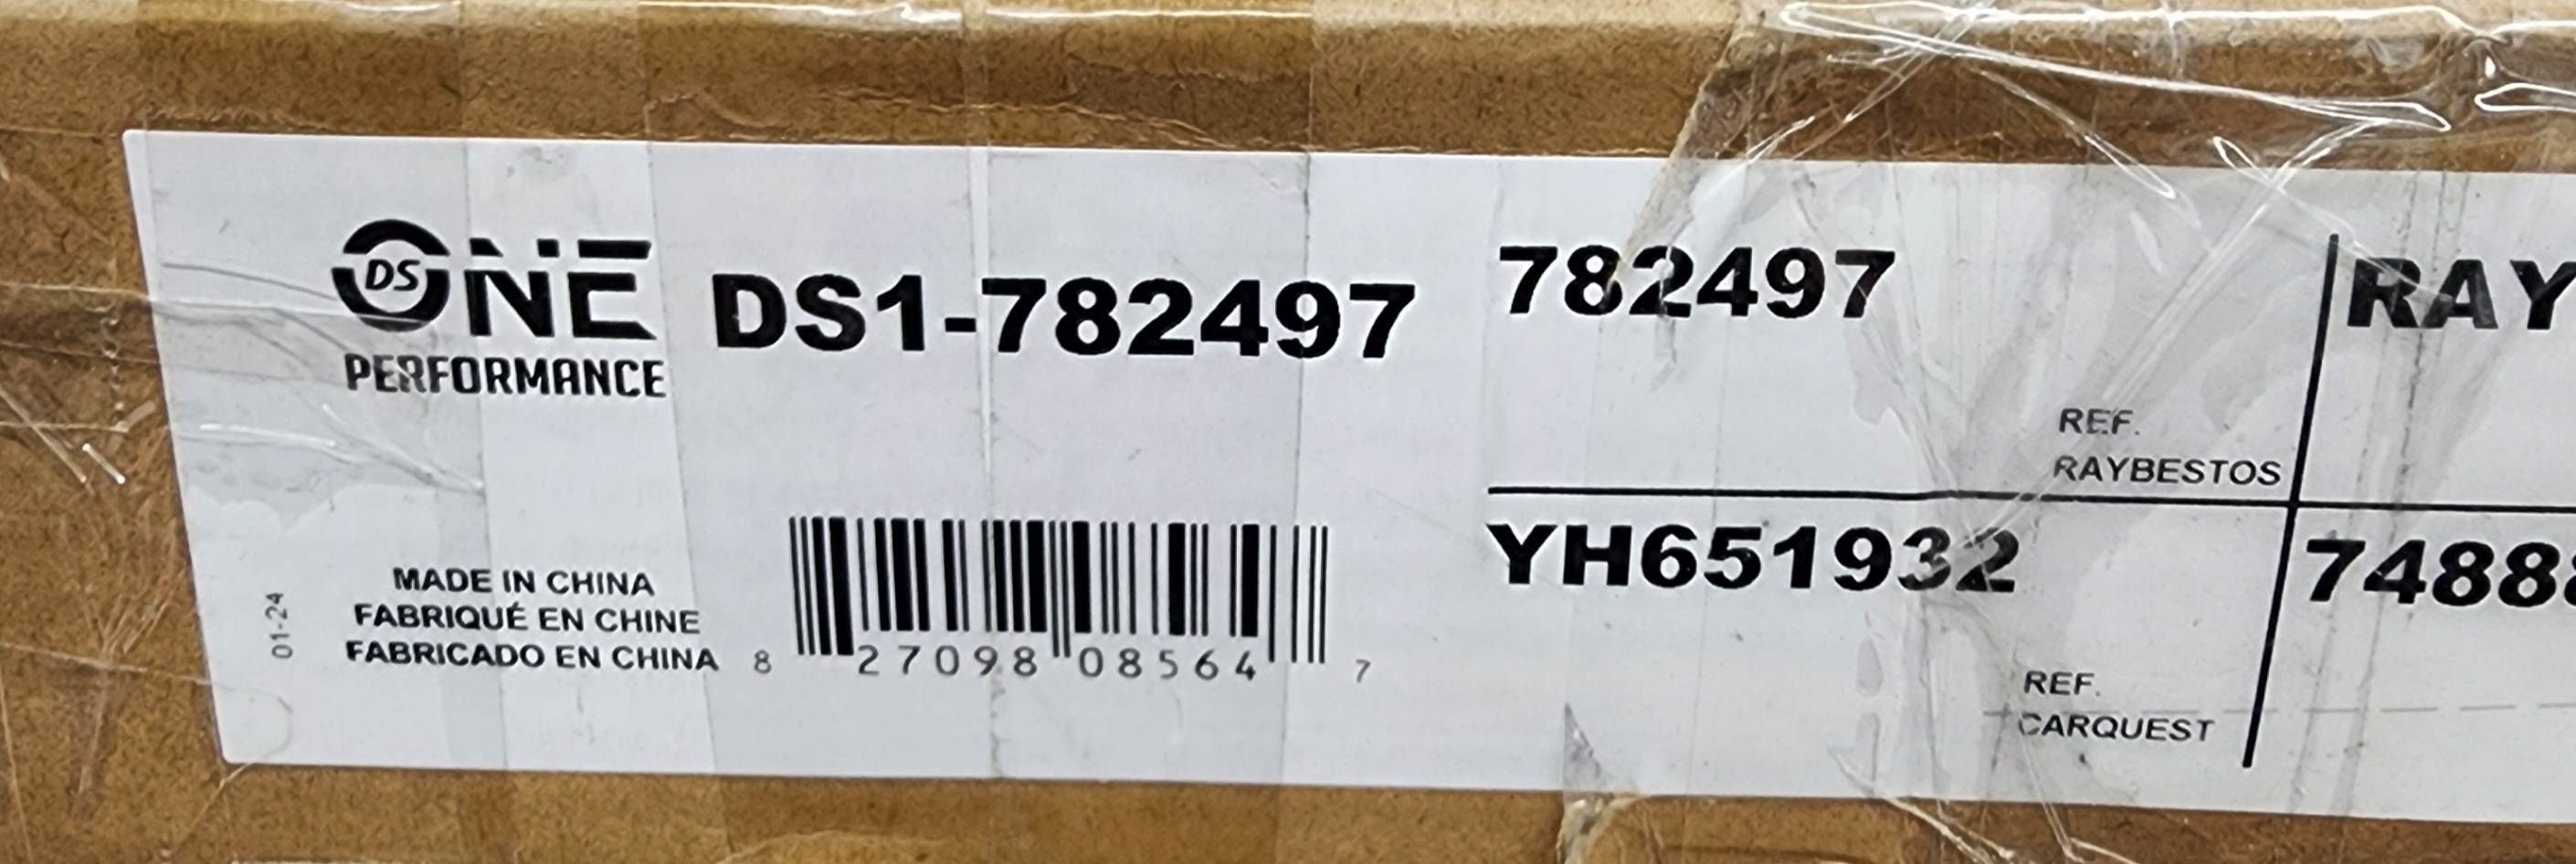 DS
ONE
PERFORMANCE
DS1-782497
MADE IN CHINA
FABRIQUÉ EN CHINE
FABRICADO EN CHINA
01-24
8 27098 08564 7
782497
REF.
RAYBESTOS
YH651932
REF.
CARQUEST
RAY
7488